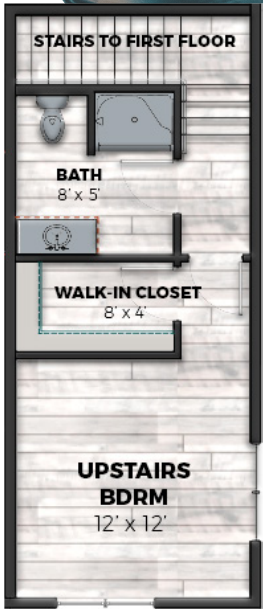 STAIRS TO FIRST FLOOR
BATH
8' x 5'
WALK-IN CLOSET
8' x 4'
UPSTAIRS
BDRM
12' x 12'